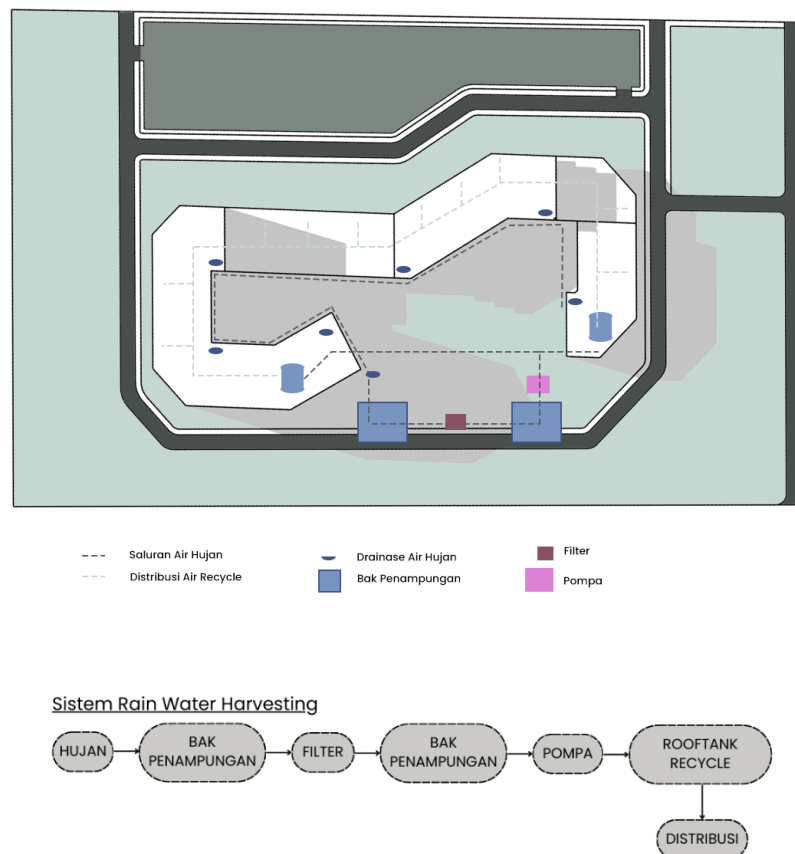 Saluran Air Hujan
Distribusi Air Recycle
Drainase Air Hujan
Bak Penampungan
Filter
Pompa
Sistem Rain Water Harvesting
HUJAN
BAK
PENAMPUNGAN
FILTER
BAK
PENAMPUNGAN
POMPA
ROOFTANK
RECYCLE
DISTRIBUSI